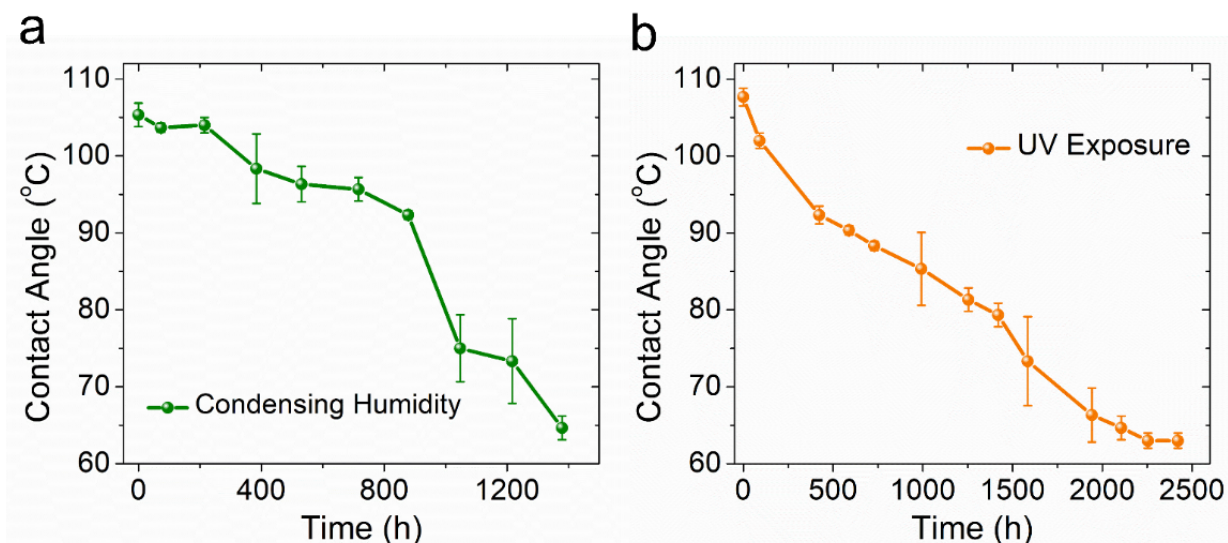 a
110
100
90
80
70
60
Contact Angle (°C)
Condensing Humidity
0 400 800 1200
Time (h)
b
110
100
90
80
70
60
Contact Angle (°C)
UV Exposure
0 500 1000 1500 2000 2500
Time (h)